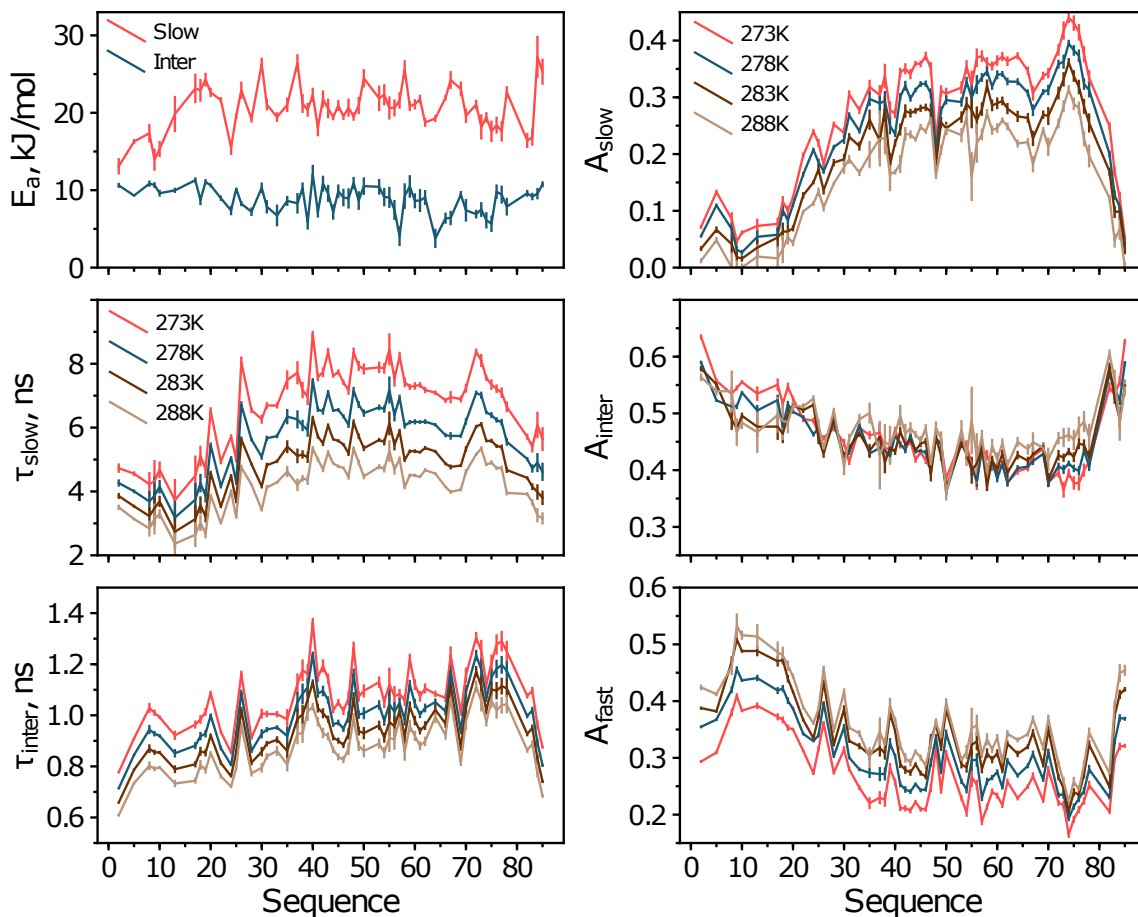 30
20
10
0
E_a, kJ/mol
Slow
Inter
0.4
0.3
0.2
0.1
0.0
A_slow
273K
278K
283K
288K
8
6
4
2
τ_slow, ns
273K
278K
283K
288K
0.6
0.5
0.4
0.3
A_inter
1.4
1.2
1.0
0.8
0.6
τ_inter, ns
0 10 20 30 40 50 60 70 80
Sequence
0.6
0.5
0.4
0.3
0.2
A_fast
0 10 20 30 40 50 60 70 80
Sequence